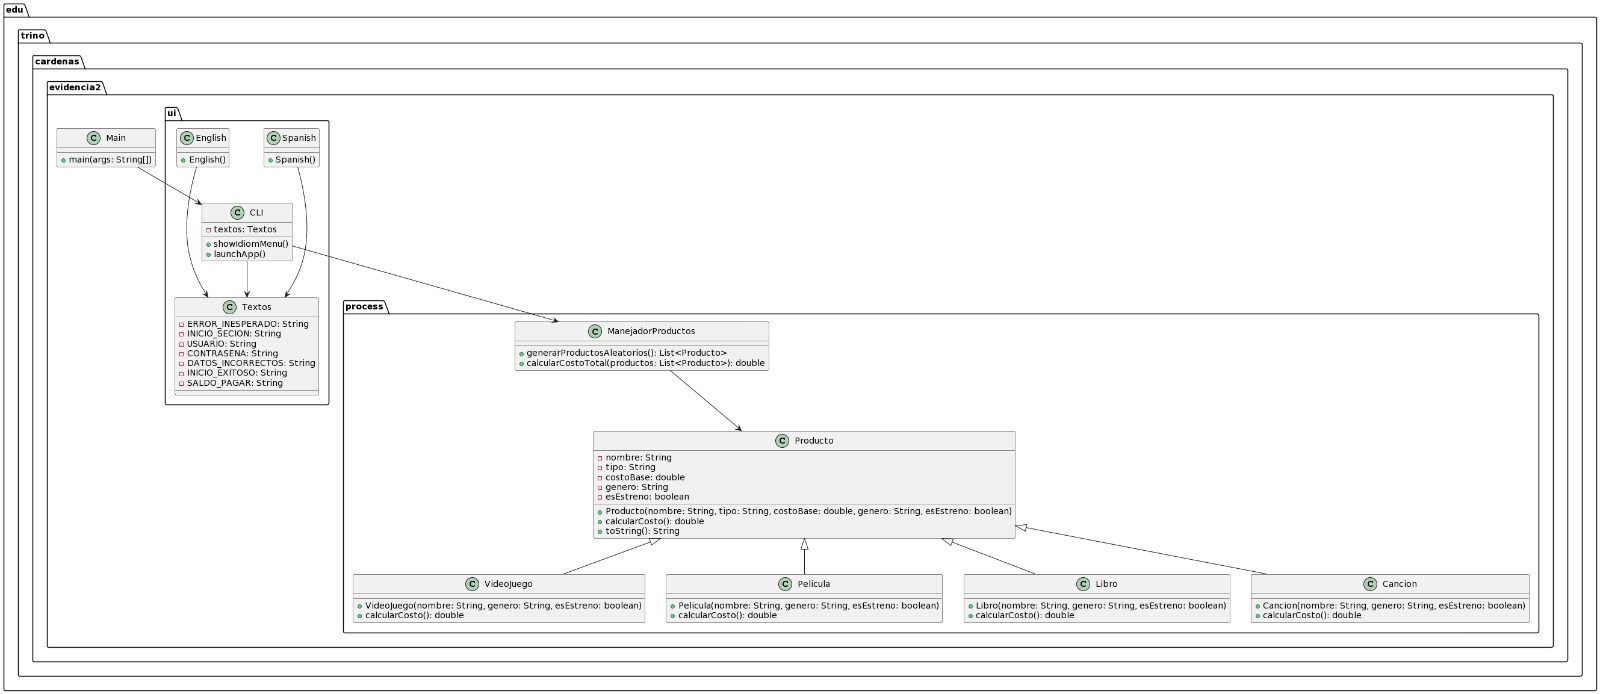 edu
trino
cardenas
evidencia2
ui
C Main
main(args: String[])
C English
English()
C Spanish
Spanish()
C CLI
textos: Textos
showIdiomMenu()
launchApp()
C Textos
ERROR_INESPERADO: String
INICIO_SECION: String
USUARIO: String
CONTRASENA: String
DATOS_INCORRECTOS: String
INICIO_EXITOSO: String
SALDO_PAGAR: String
process
C ManejadorProductos
generarProductosAleatorios(): List<Producto>
calcularCostoTotal(productos: List<Producto>): double
C Producto
nombre: String
tipo: String
costoBase: double
genero: String
esEstreno: boolean
Producto(nombre: String, tipo: String, costoBase: double, genero: String, esEstreno: boolean)
calcularCosto(): double
toString(): String
C VideoJuego
VideoJuego(nombre: String, genero: String, esEstreno: boolean)
calcularCosto(): double
C Pelicula
Pelicula(nombre: String, genero: String, esEstreno: boolean)
calcularCosto(): double
C Libro
Libro(nombre: String, genero: String, esEstreno: boolean)
calcularCosto(): double
C Cancion
Cancion(nombre: String, genero: String, esEstreno: boolean)
calcularCosto(): double